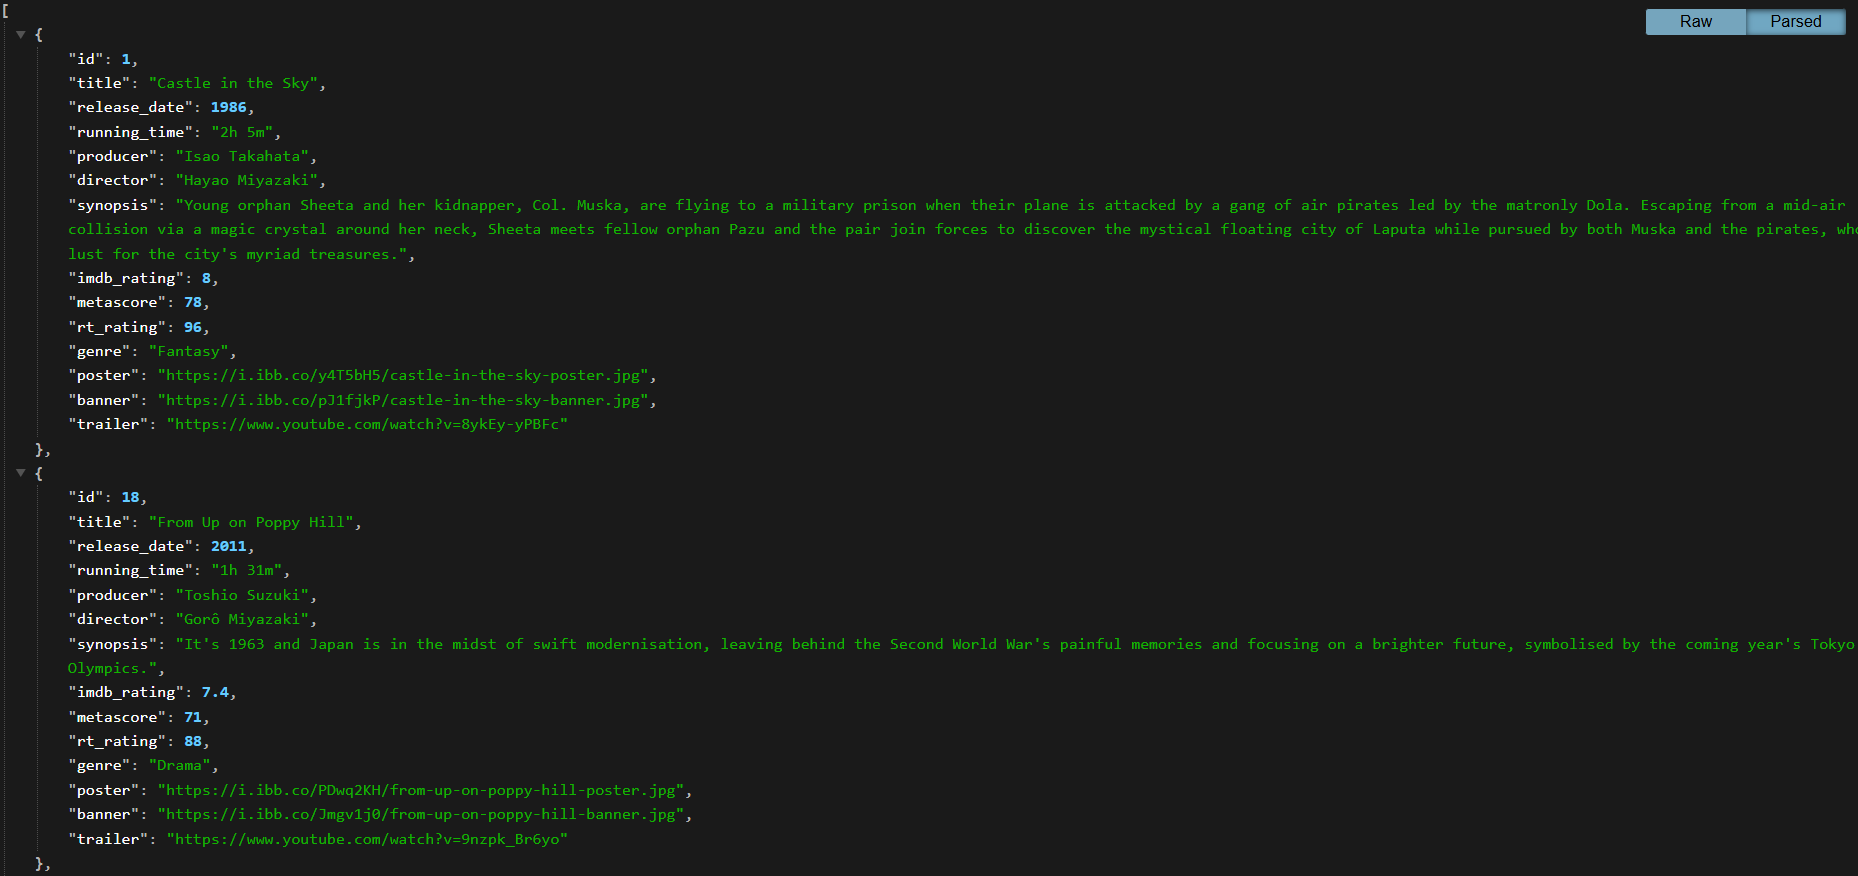 [
Raw Parsed
{
"id": 1,
"title": "Castle in the Sky",
"release_date": 1986,
"running_time": "2h 5m",
"producer": "Isao Takahata",
"director": "Hayao Miyazaki",
"synopsis": "Young orphan Sheeta and her kidnapper, Col. Muska, are flying to a military prison when their plane is attacked by a gang of air pirates led by the matronly Dola. Escaping from a mid-air
collision via a magic crystal around her neck, Sheeta meets fellow orphan Pazu and the pair join forces to discover the mystical floating city of Laputa while pursued by both Muska and the pirates, who
lust for the city's myriad treasures.",
"imdb_rating": 8,
"metascore": 78,
"rt_rating": 96,
"genre": "Fantasy",
"poster": "https://i.ibb.co/y4T5bH5/castle-in-the-sky-poster.jpg",
"banner": "https://i.ibb.co/pJ1fjkP/castle-in-the-sky-banner.jpg",
"trailer": "https://www.youtube.com/watch?v=8ykEy-yPBFc"
},
{
"id": 18,
"title": "From Up on Poppy Hill",
"release_date": 2011,
"running_time": "1h 31m",
"producer": "Toshio Suzuki",
"director": "Gorô Miyazaki",
"synopsis": "It's 1963 and Japan is in the midst of swift modernisation, leaving behind the Second World War's painful memories and focusing on a brighter future, symbolised by the coming year's Tokyo
Olympics.",
"imdb_rating": 7.4,
"metascore": 71,
"rt_rating": 88,
"genre": "Drama",
"poster": "https://i.ibb.co/PDwq2KH/from-up-on-poppy-hill-poster.jpg",
"banner": "https://i.ibb.co/Jmgv1j0/from-up-on-poppy-hill-banner.jpg",
"trailer": "https://www.youtube.com/watch?v=9nzpk_Br6yo"
},